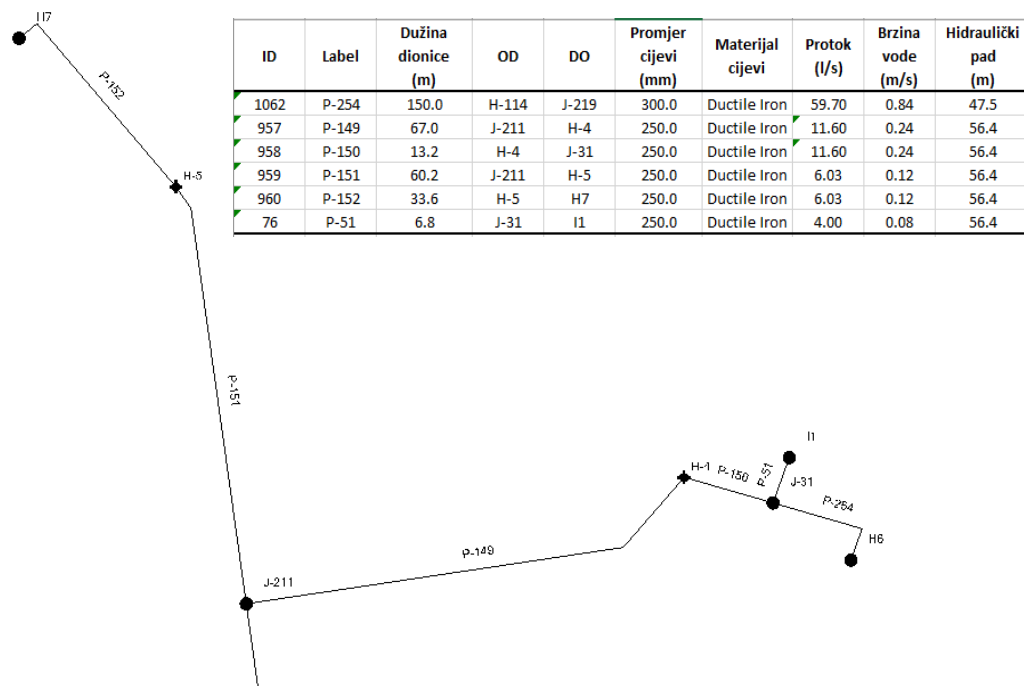 H7
Dužina dionice (m)
Promjer cijevi (mm)
Brzina vode (m/s)
Hidraulički pad (m)
ID Label OD DO Materijal cijevi Protok (l/s)
1062 P-254 150.0 H-114 J-219 300.0 Ductile Iron 59.70 0.84 47.5
957 P-149 67.0 J-211 H-4 250.0 Ductile Iron 11.60 0.24 56.4
958 P-150 13.2 H-4 J-31 250.0 Ductile Iron 11.60 0.24 56.4
959 P-151 60.2 J-211 H-5 250.0 Ductile Iron 6.03 0.12 56.4
960 P-152 33.6 H-5 H7 250.0 Ductile Iron 6.03 0.12 56.4
76 P-51 6.8 J-31 I1 250.0 Ductile Iron 4.00 0.08 56.4
P-152
H-5
P-151
I1
H-4
P-150
P-51
J-31
P-254
H6
P-149
J-211